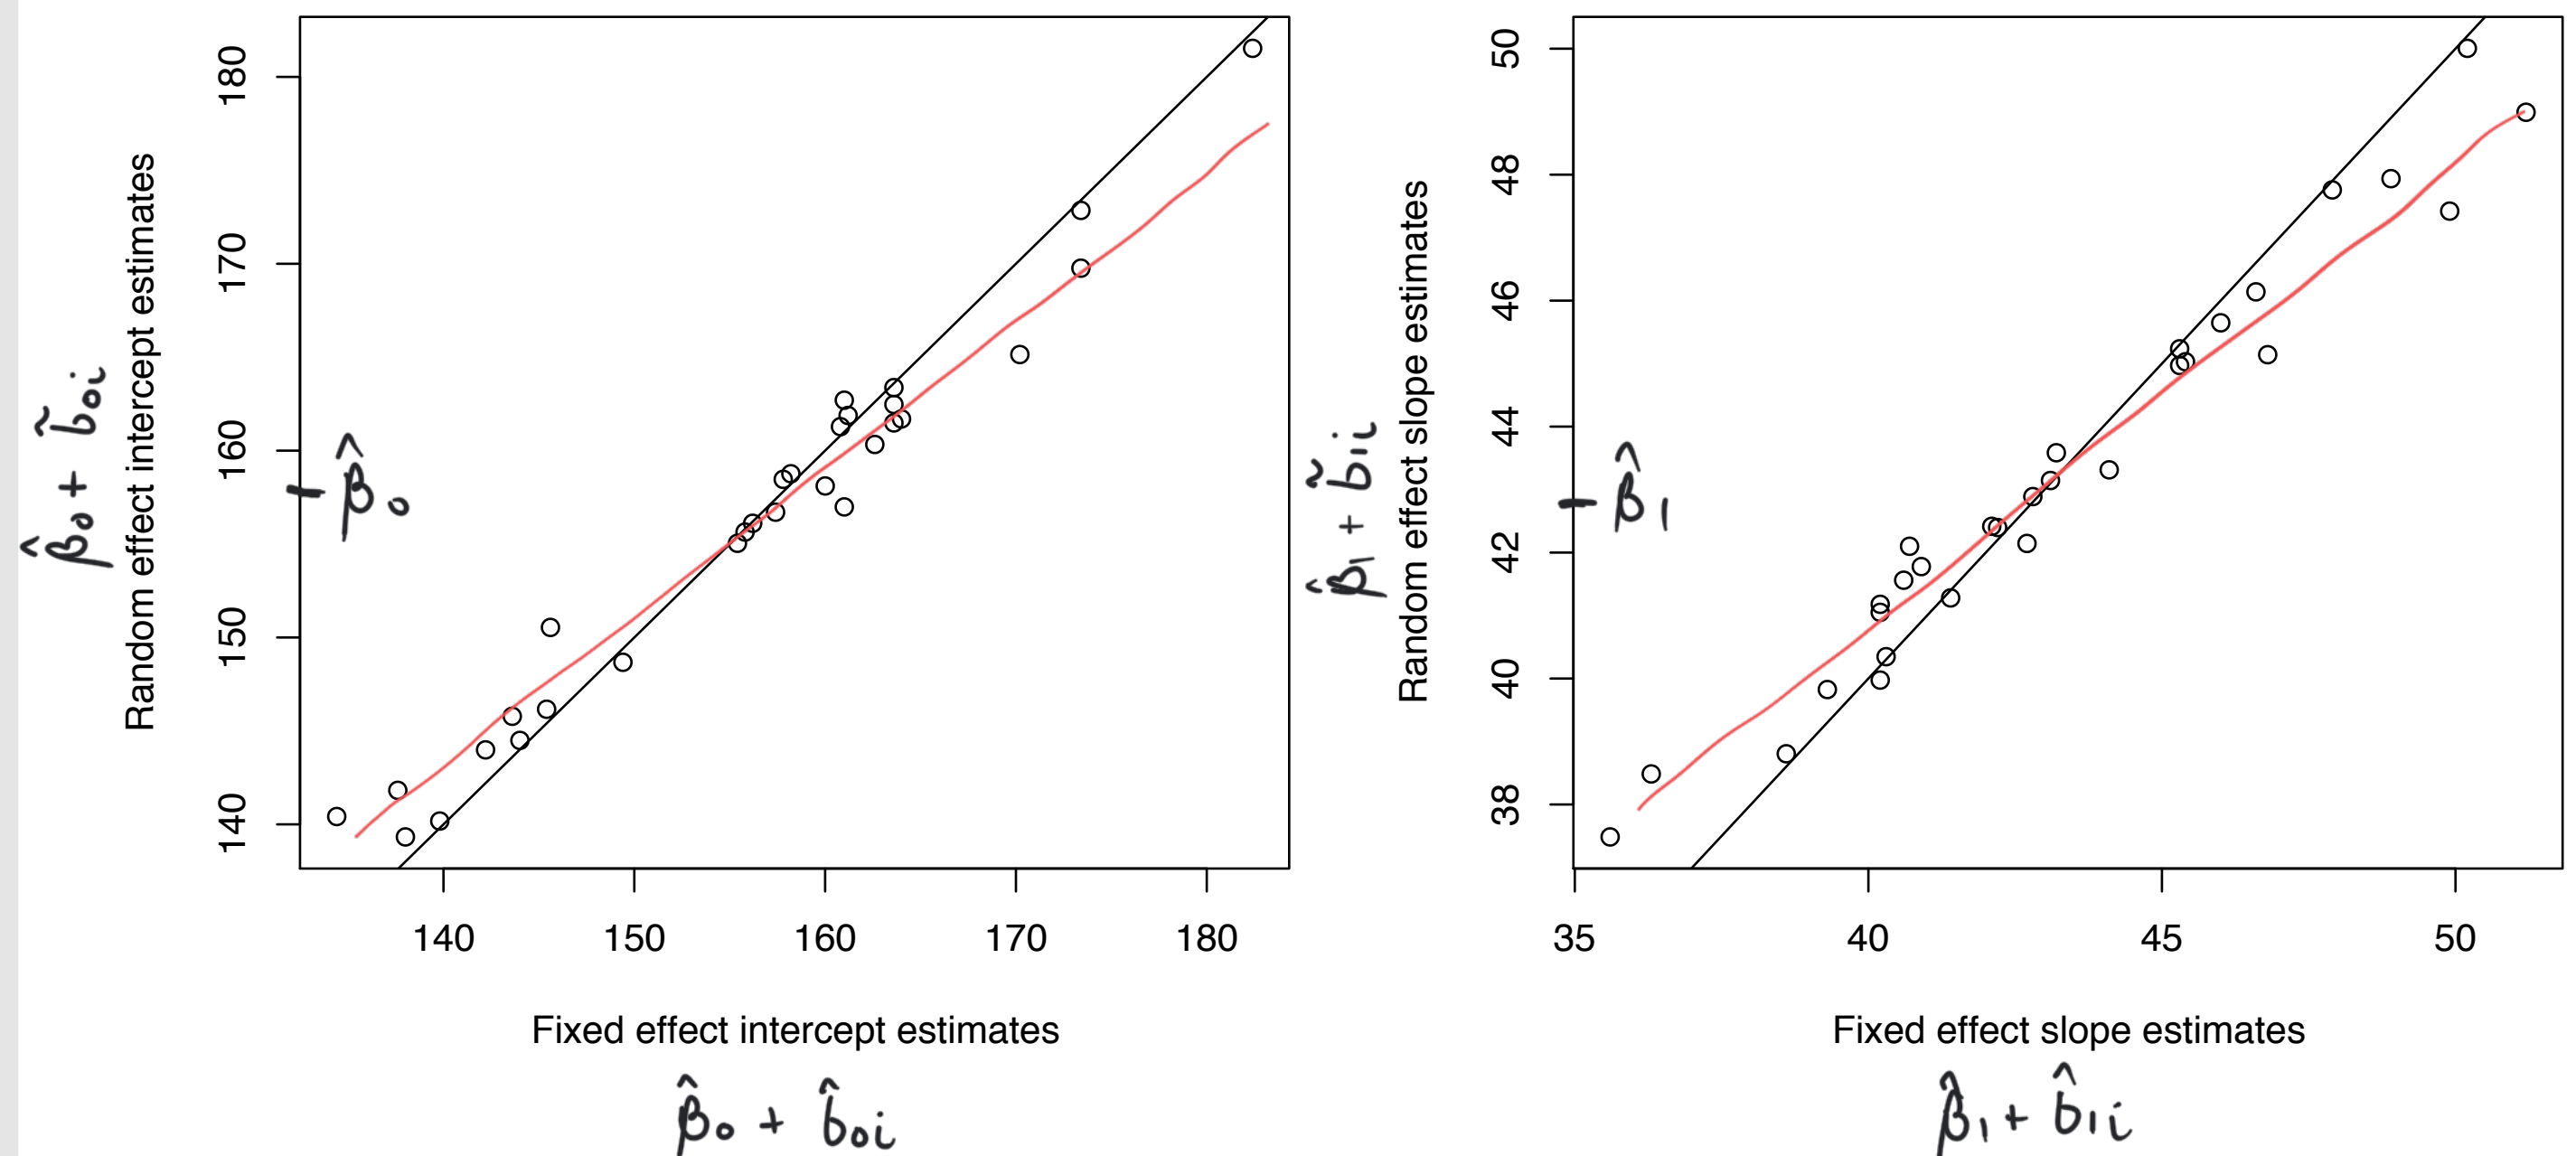 β̂₀ + b̃₀ᵢ
Random effect intercept estimates
180
170
160
150
140
- β̂₀
140 150 160 170 180
Fixed effect intercept estimates
β̂₀ + b̂₀ᵢ
β̂₁ + b̃₁ᵢ
Random effect slope estimates
50
48
46
44
42
40
38
- β̂₁
35 40 45 50
Fixed effect slope estimates
β̂₁ + b̂₁ᵢ